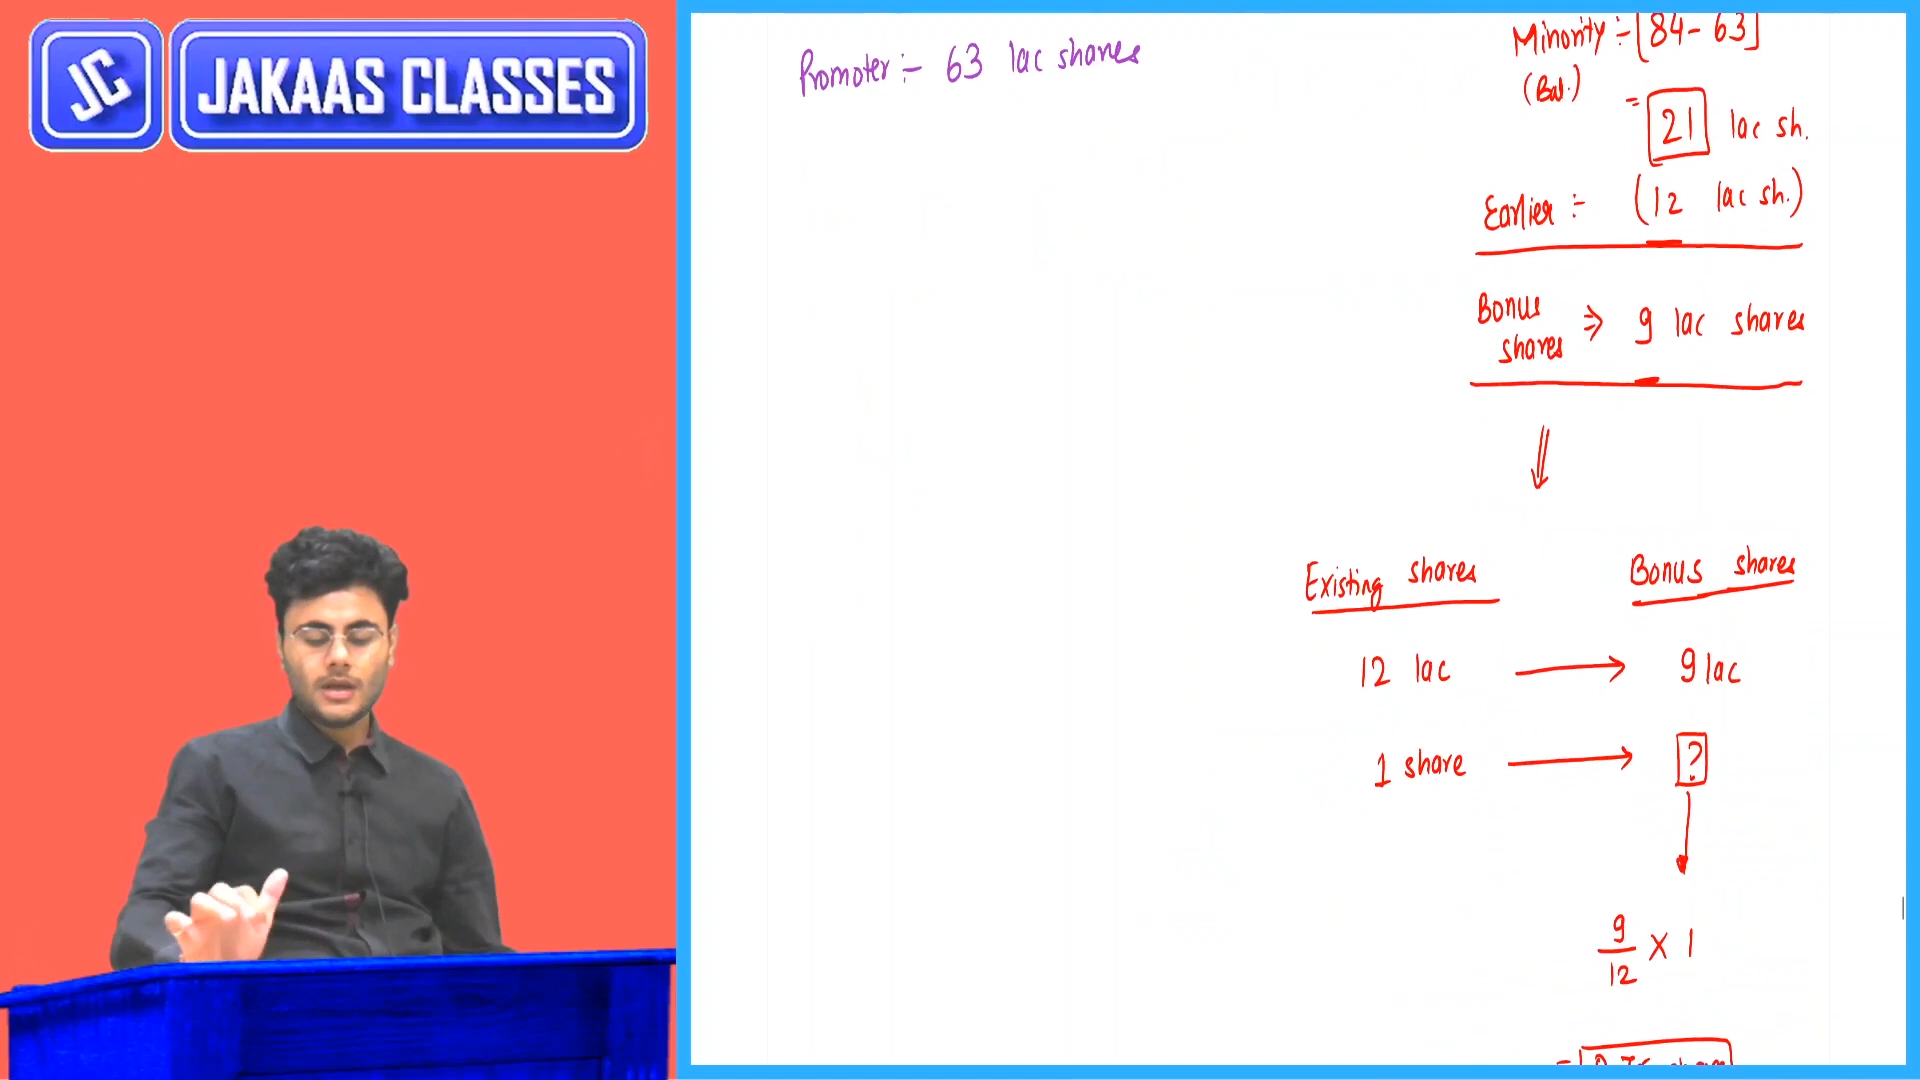 JC
JAKAAS CLASSES
Promoter :- 63 lac shares
Minority :- [84 - 63]
(Bal.)
= 21 lac sh.
Earlier :- (12 lac sh.)
Bonus shares ⇒ 9 lac shares
Existing shares Bonus shares
12 lac → 9 lac
1 share → ?
9/12 X 1